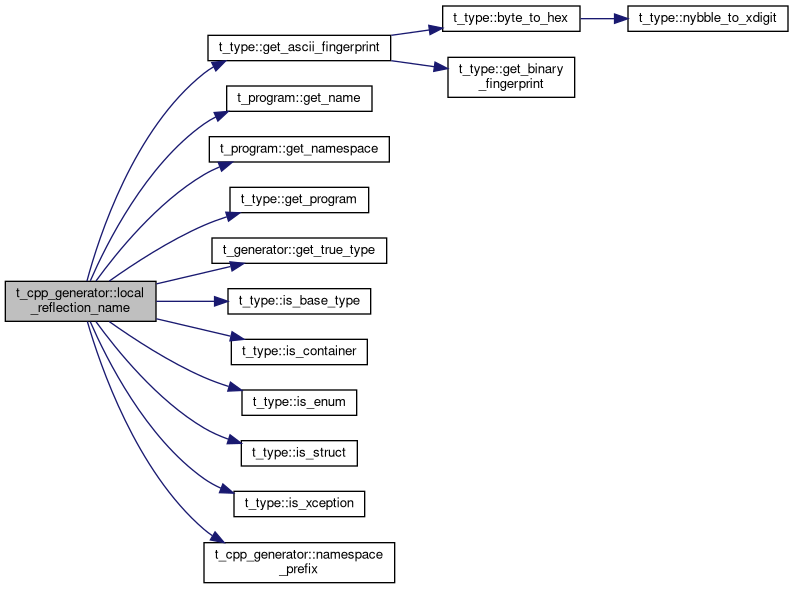 t_cpp_generator::local
_reflection_name
t_type::get_ascii_fingerprint
t_type::byte_to_hex
t_type::nybble_to_xdigit
t_type::get_binary
_fingerprint
t_program::get_name
t_program::get_namespace
t_type::get_program
t_generator::get_true_type
t_type::is_base_type
t_type::is_container
t_type::is_enum
t_type::is_struct
t_type::is_xception
t_cpp_generator::namespace
_prefix